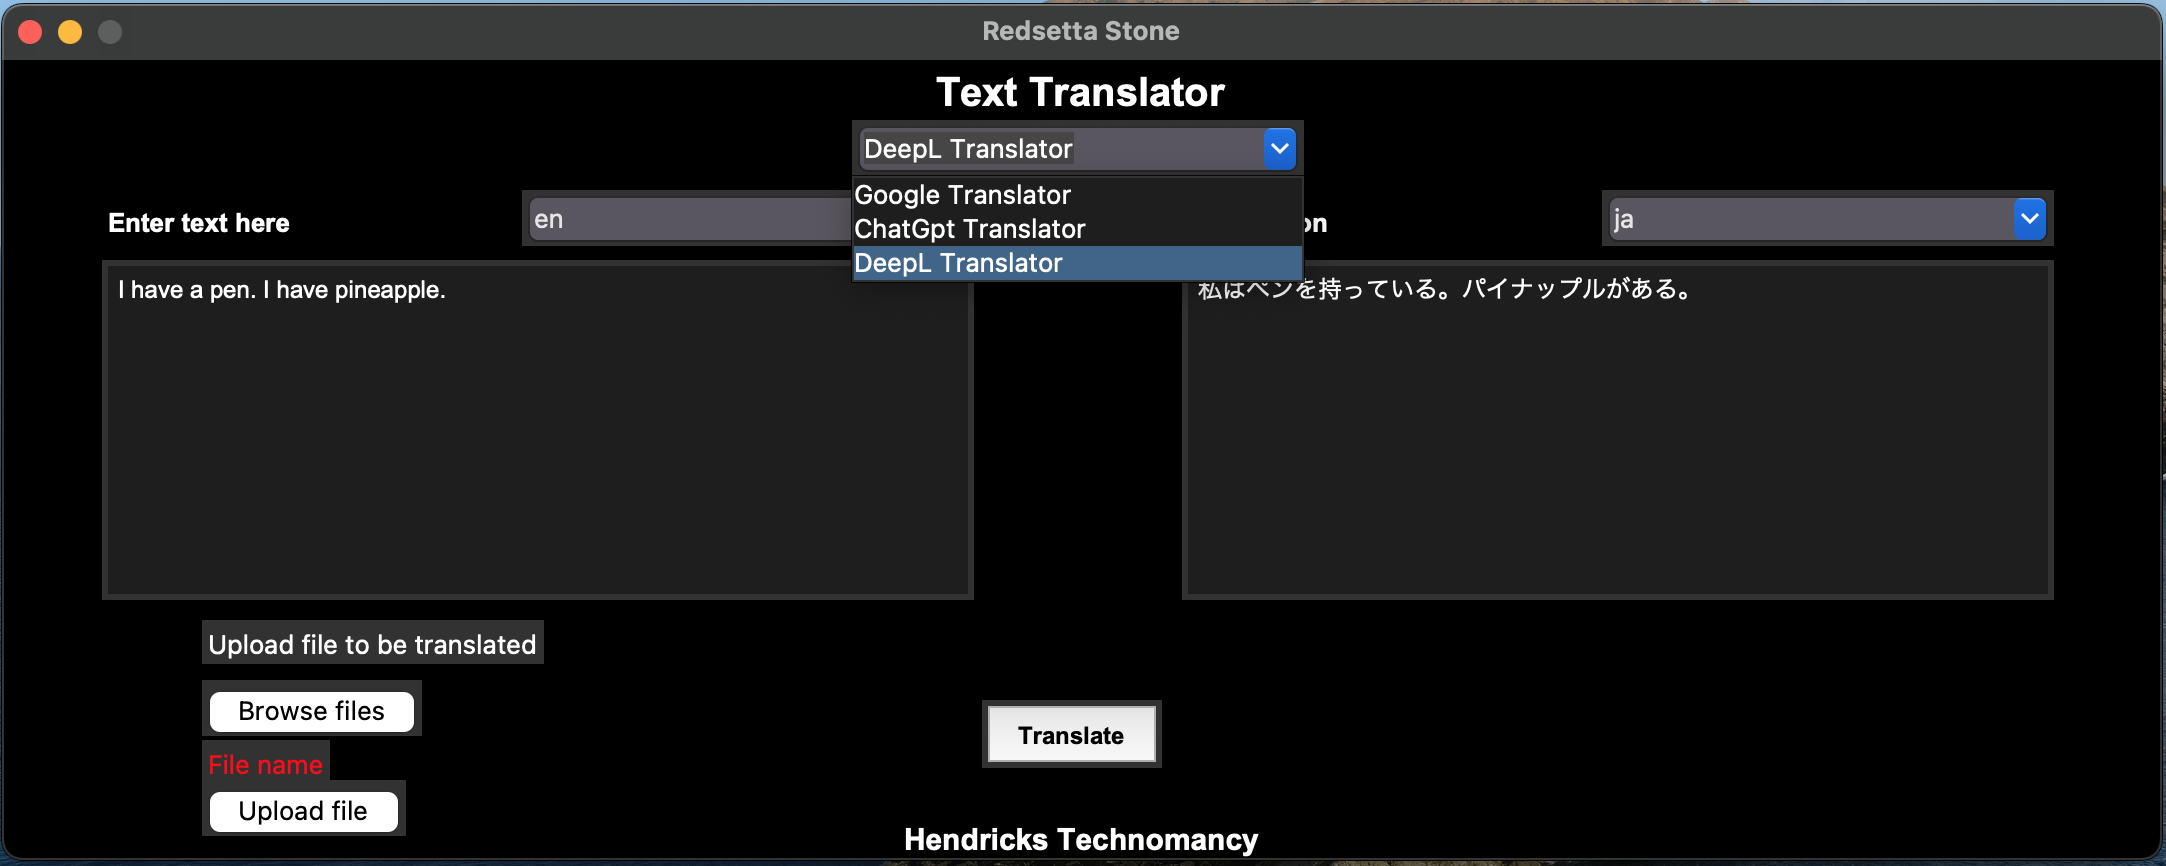 Redsetta Stone
Text Translator
DeepL Translator
Google Translator
ChatGpt Translator
DeepL Translator
Enter text here
en
on
ja
I have a pen. I have pineapple.
私はペンを持っている。パイナップルがある。
Upload file to be translated
Browse files
File name
Upload file
Translate
Hendricks Technomancy